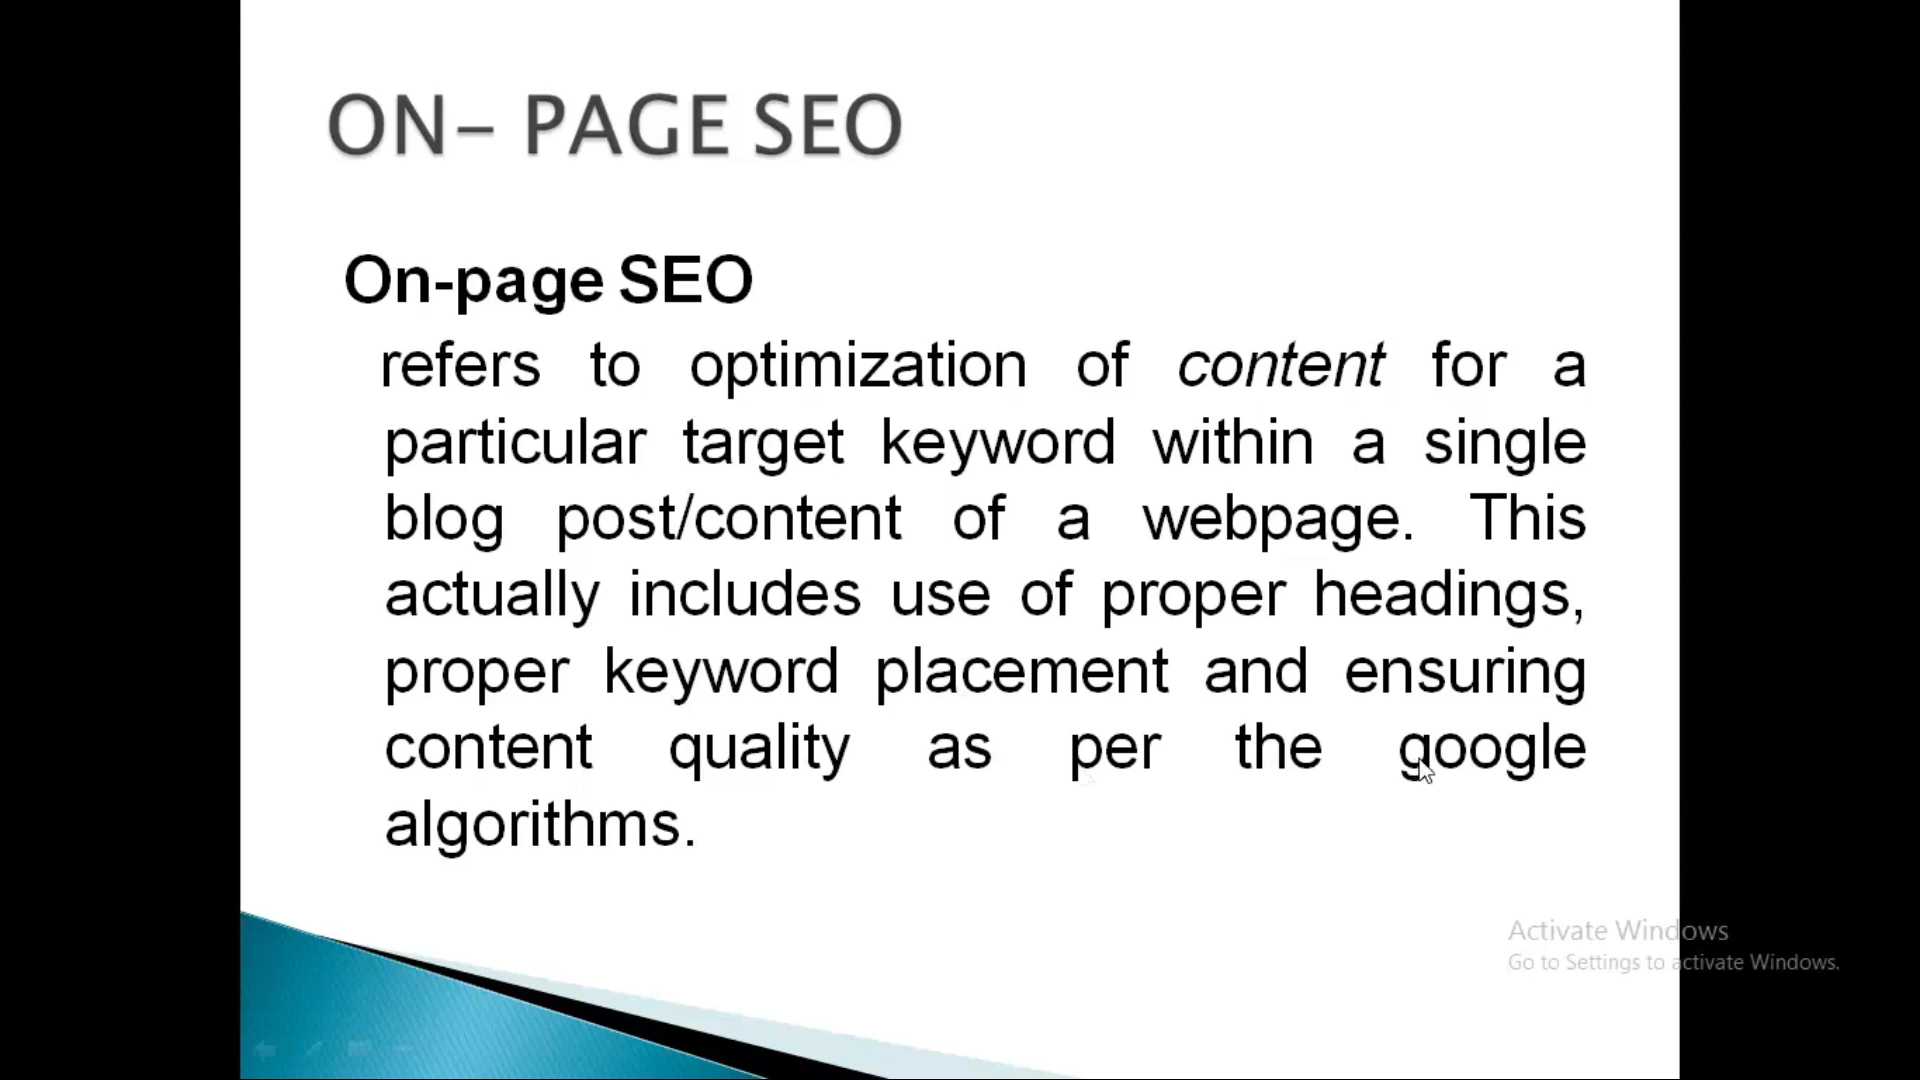 ON- PAGE SEO
On-page SEO
refers to optimization of content for a
particular target keyword within a single
blog post/content of a webpage. This
actually includes use of proper headings,
proper keyword placement and ensuring
content quality as per the google
algorithms.
Activate Windows
Go to Settings to activate Windows.